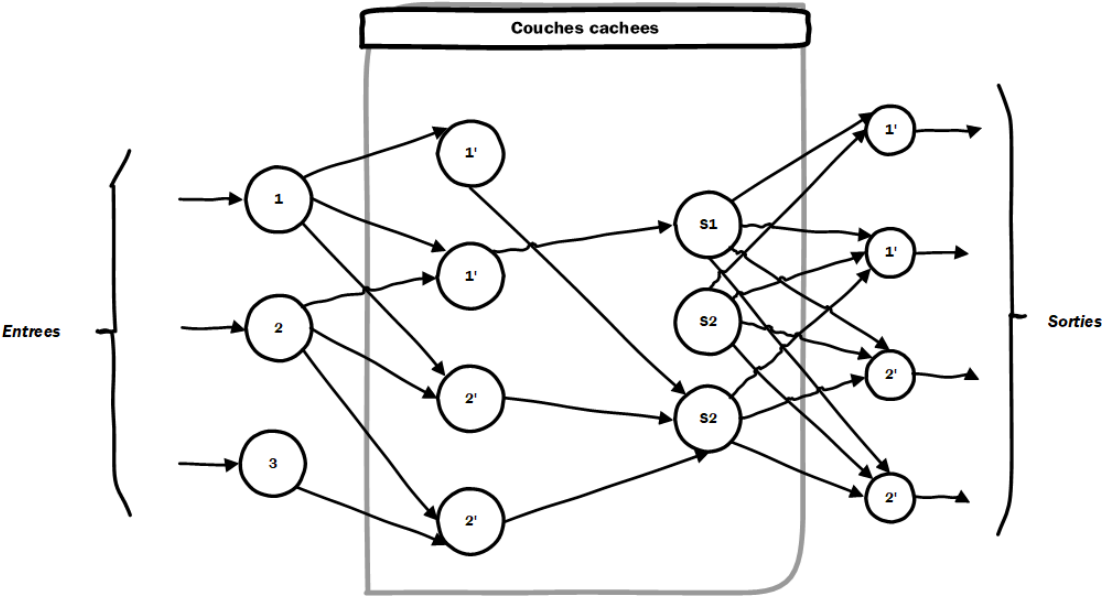 Couches cachees
Entrees
1
2
3
1'
1'
2'
2'
S1
S2
S2
1'
1'
2'
2'
Sorties